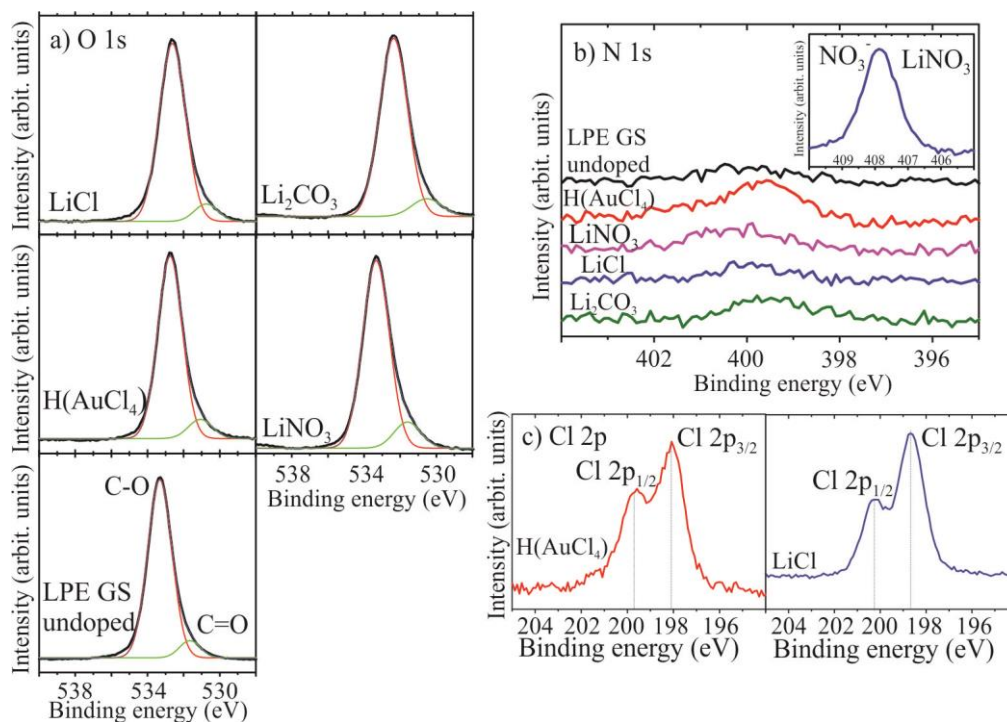 a) O 1s
Intensity (arbit. units)
LiCl
Li₂CO₃
Intensity (arbit. units)
H(AuCl₄)
LiNO₃
538 534 530
Binding energy (eV)
Intensity (arbit. units)
C-O
LPE GS
undoped
C=O
538 534 530
Binding energy (eV)
b) N 1s
Intensity (arbit. units)
LPE GS
undoped
H(AuCl₄)
LiNO₃
LiCl
Li₂CO₃
402 400 398 396
Binding energy (eV)
NO₃⁻ LiNO₃
Intensity (arbit. units)
409 408 407 406
c) Cl 2p
Intensity (arbit. units)
Cl 2p₃/₂
Cl 2p₁/₂
H(AuCl₄)
204 202 200 198 196
Binding energy (eV)
Cl 2p₃/₂
Cl 2p₁/₂
LiCl
204 202 200 198 196
Binding energy (eV)